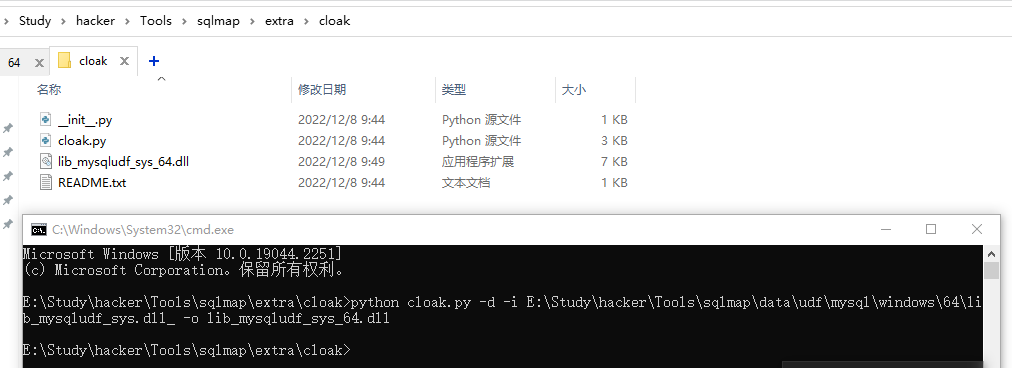 Study > hacker > Tools > sqlmap > extra > cloak
64 cloak
名称 修改日期 类型 大小
__init__.py 2022/12/8 9:44 Python 源文件 1 KB
cloak.py 2022/12/8 9:44 Python 源文件 3 KB
lib_mysqludf_sys_64.dll 2022/12/8 9:49 应用程序扩展 7 KB
README.txt 2022/12/8 9:44 文本文档 1 KB
C:\Windows\System32\cmd.exe
Microsoft Windows [版本 10.0.19044.2251]
(c) Microsoft Corporation。保留所有权利。
E:\Study\hacker\Tools\sqlmap\extra\cloak>python cloak.py -d -i E:\Study\hacker\Tools\sqlmap\data\udf\mysql\windows\64\li
b_mysqludf_sys.dll_ -o lib_mysqludf_sys_64.dll
E:\Study\hacker\Tools\sqlmap\extra\cloak>